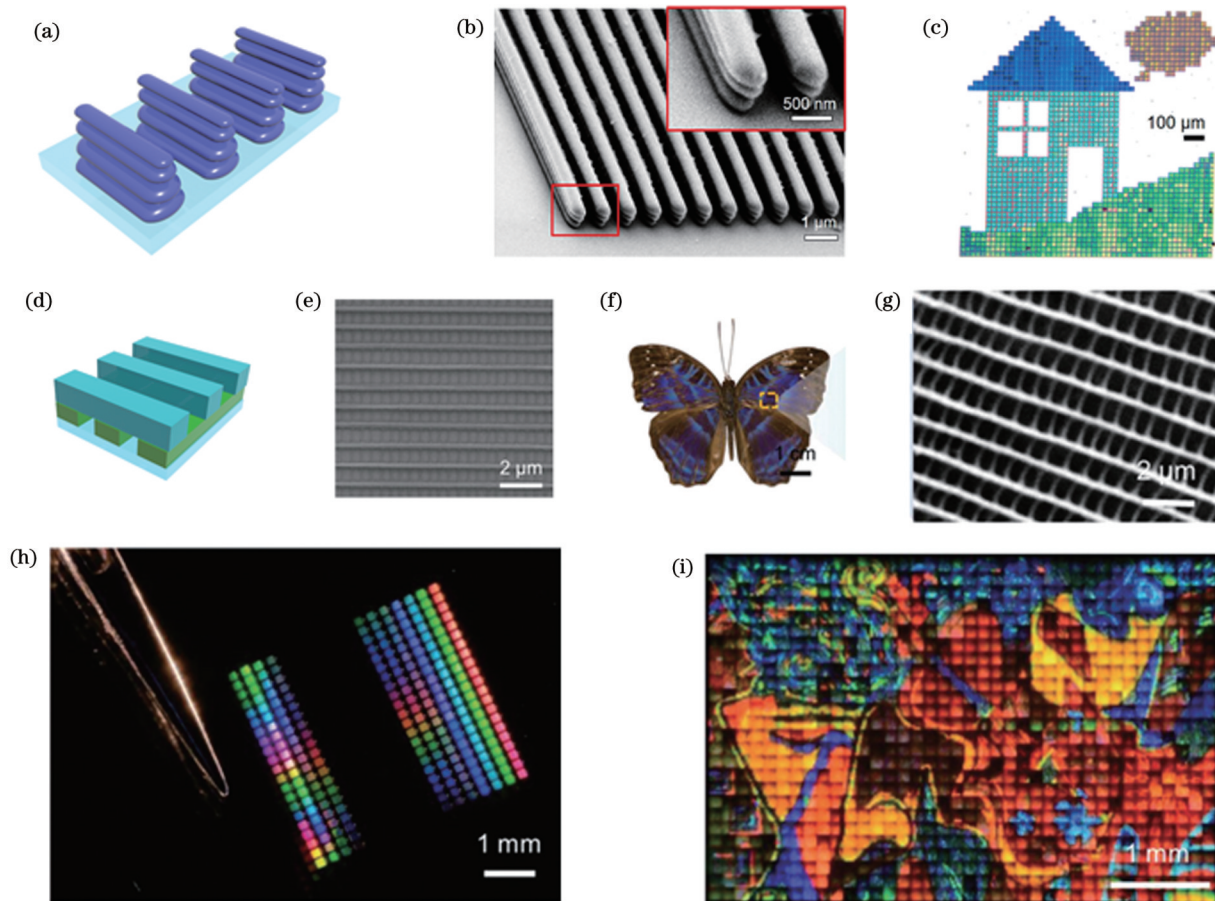 (a)
(b)
500 nm
1 μm
(c)
100 μm
(d)
(e)
2 μm
(f)
1 cm
(g)
2 μm
(h)
1 mm
(i)
1 mm